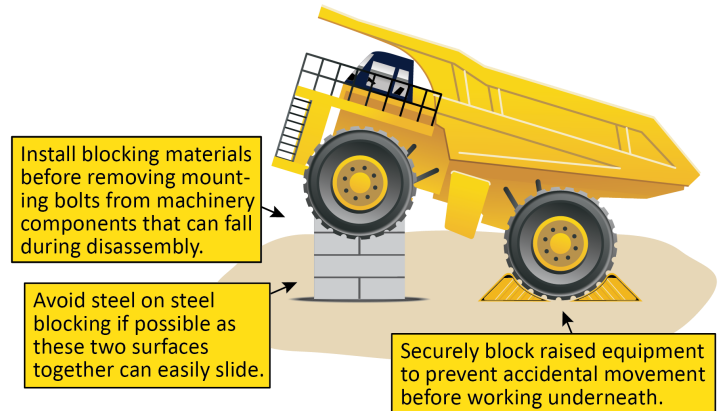 Install blocking materials
before removing mount-
ing bolts from machinery
components that can fall
during disassembly.
Avoid steel on steel
blocking if possible as
these two surfaces
together can easily slide.
Securely block raised equipment
to prevent accidental movement
before working underneath.